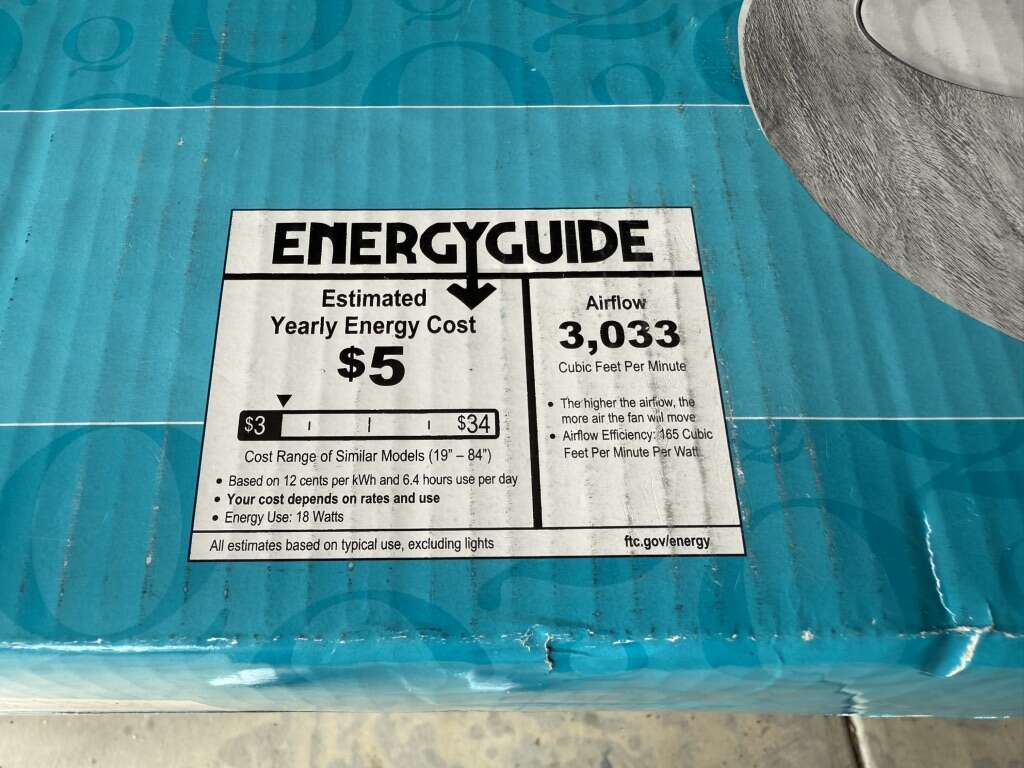 ENERGYGUIDE
Estimated
Yearly Energy Cost
$5
$3
$34
Cost Range of Similar Models (19" – 84")
• Based on 12 cents per kWh and 6.4 hours use per day
• Your cost depends on rates and use
• Energy Use: 18 Watts
Airflow
3,033
Cubic Feet Per Minute
• The higher the airflow, the
more air the fan will move
• Airflow Efficiency: 165 Cubic
Feet Per Minute Per Watt
All estimates based on typical use, excluding lights
ftc.gov/energy